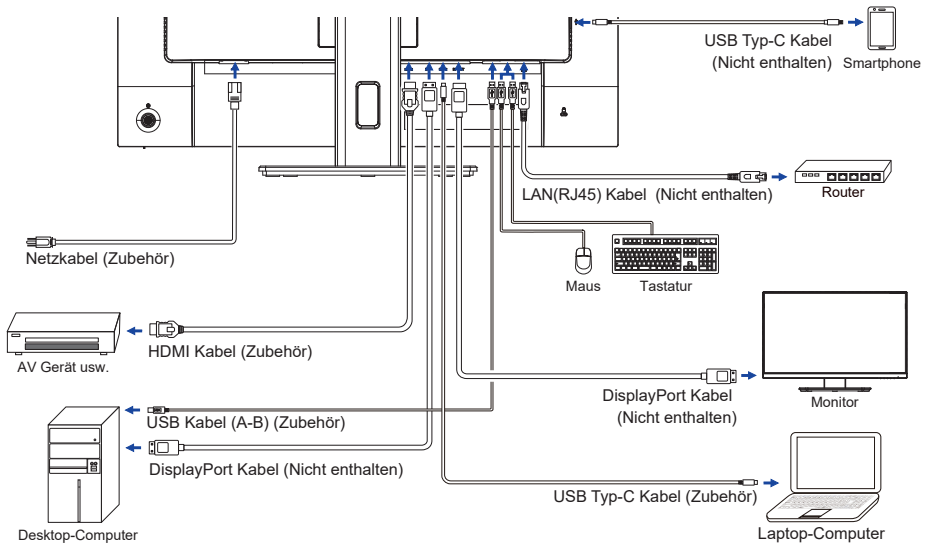 USB Typ-C Kabel
(Nicht enthalten)
Smartphone
LAN(RJ45) Kabel (Nicht enthalten)
Router
Netzkabel (Zubehör)
Maus
Tastatur
HDMI Kabel (Zubehör)
AV Gerät usw.
DisplayPort Kabel
(Nicht enthalten)
Monitor
USB Kabel (A-B) (Zubehör)
DisplayPort Kabel (Nicht enthalten)
USB Typ-C Kabel (Zubehör)
Desktop-Computer
Laptop-Computer